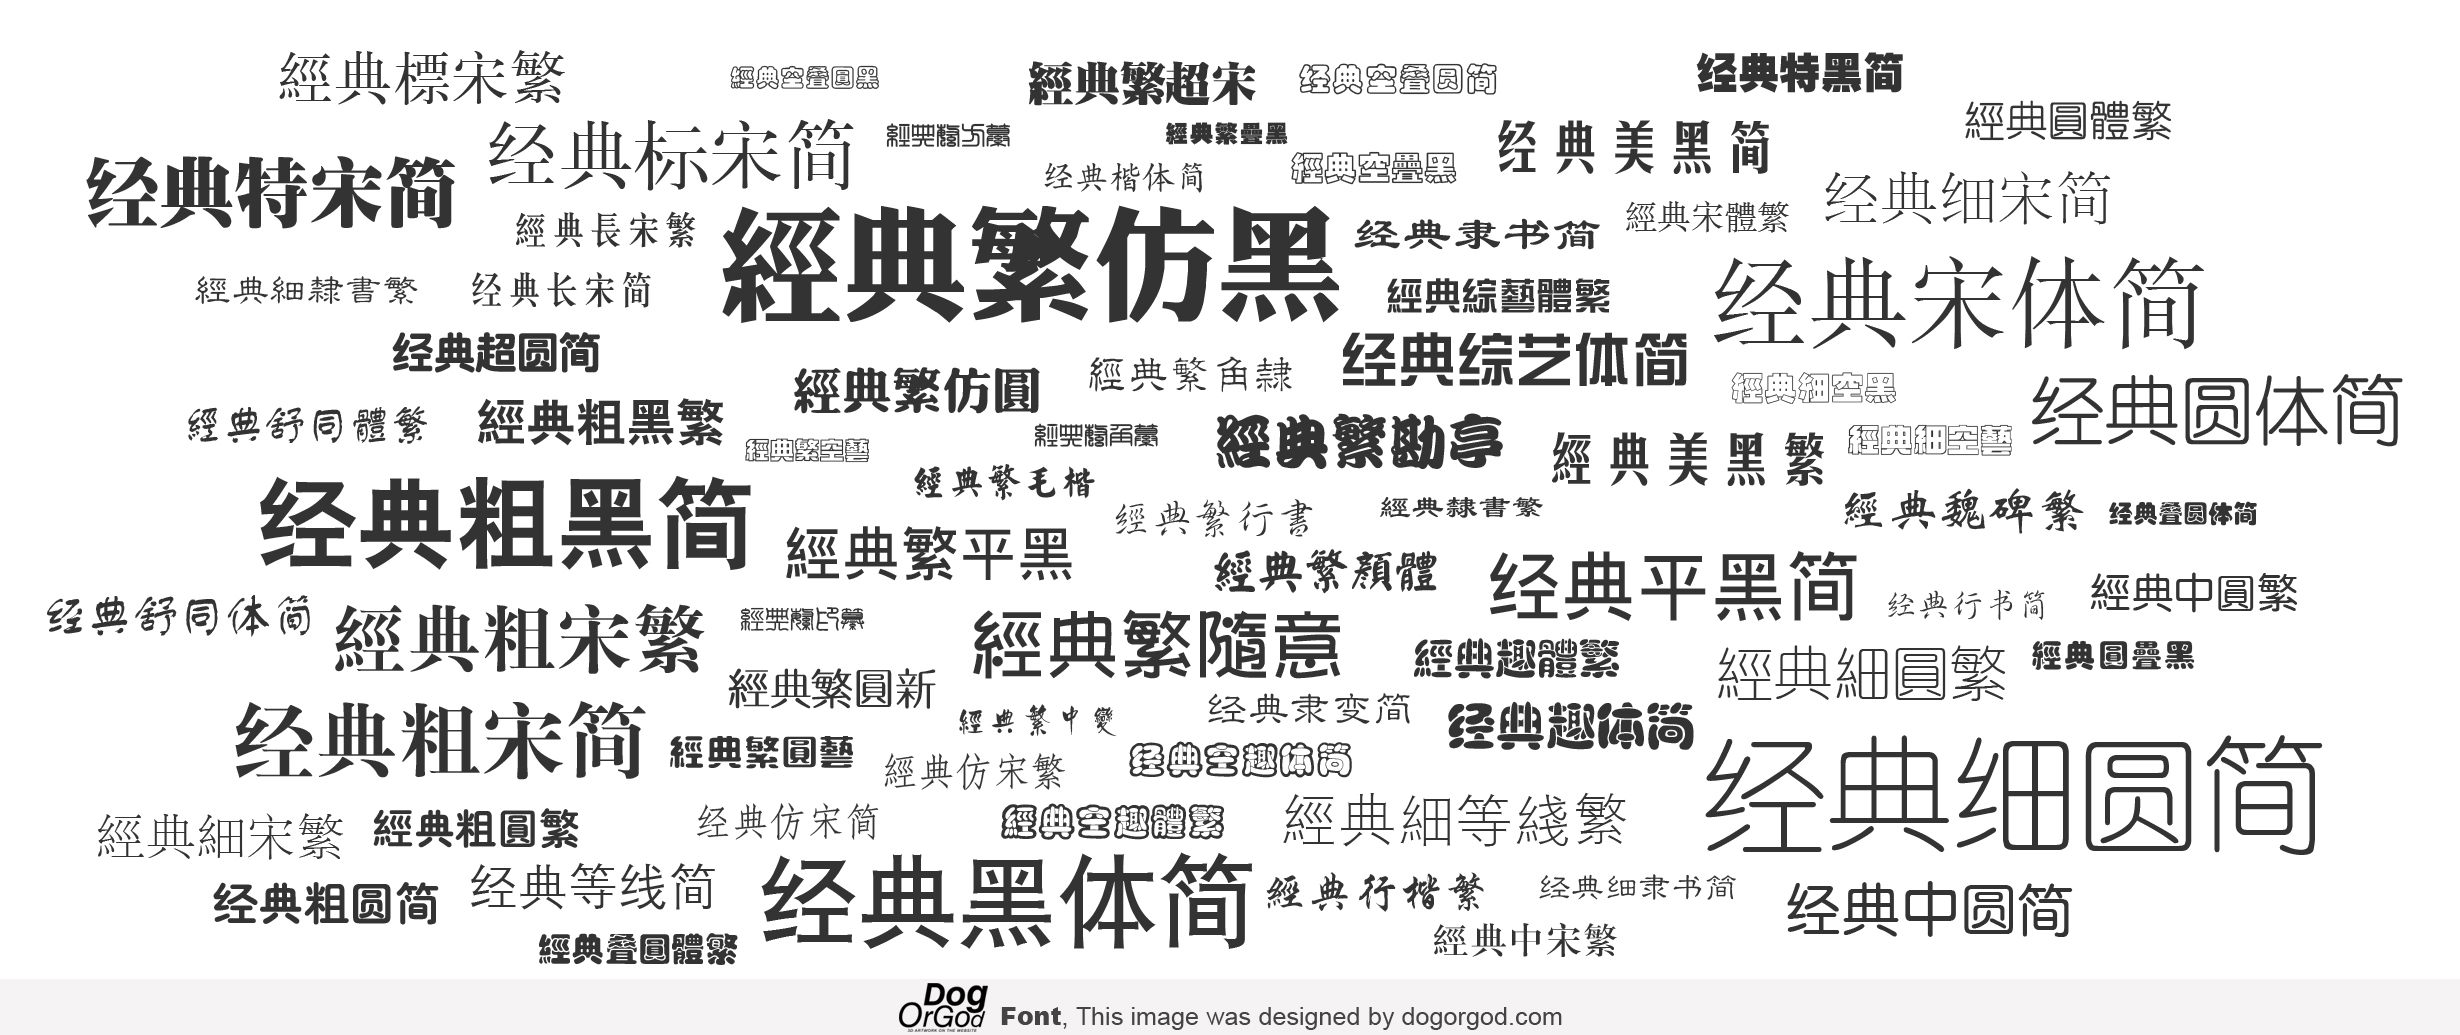 經典標宋繁
經典空疊圆黑
經典繁超宋
经典空叠圆简
经典特黑简
經典圓體繁
经典标宋简
經典繁疊黑
经典美黑简
经典特宋简
经典楷体简
經典空疊黑
经典细宋简
經典長宋繁
經典繁仿黑
经典隶书简
經典宋體繁
經典細隸書繁
经典长宋简
經典綜藝體繁
经典宋体简
经典超圆简
經典繁仿圓
經典繁角隸
经典综艺体简
經典細空黑
经典圆体简
經典舒同體繁
經典粗黑繁
經典繁空藝
經典繁勘亭
經典美黑繁
經典細空藝
经典粗黑简
經典繁毛楷
經典繁行書
經典隸書繁
經典魏碑繁
经典叠圆体简
經典繁平黑
經典繁顏體
经典平黑简
经典行书简
經典中圓繁
经典舒同体简
經典粗宋繁
經典繁隨意
經典趣體繁
經典細圓繁
經典圓疊黑
經典繁圓新
經典繁中變
经典隶变简
经典趣体简
经典粗宋简
經典繁圓藝
經典仿宋繁
经典空趣体简
经典细圆简
經典細宋繁
經典粗圓繁
经典仿宋简
經典空趣體繁
經典細等綫繁
经典粗圆简
经典等线简
经典黑体简
經典行楷繁
经典细隶书简
经典中圆简
經典疊圓體繁
經典中宋繁
Dog
OrGod
3D ARTWORK ON THE WEBSITE
Font, This image was designed by dogorgod.com